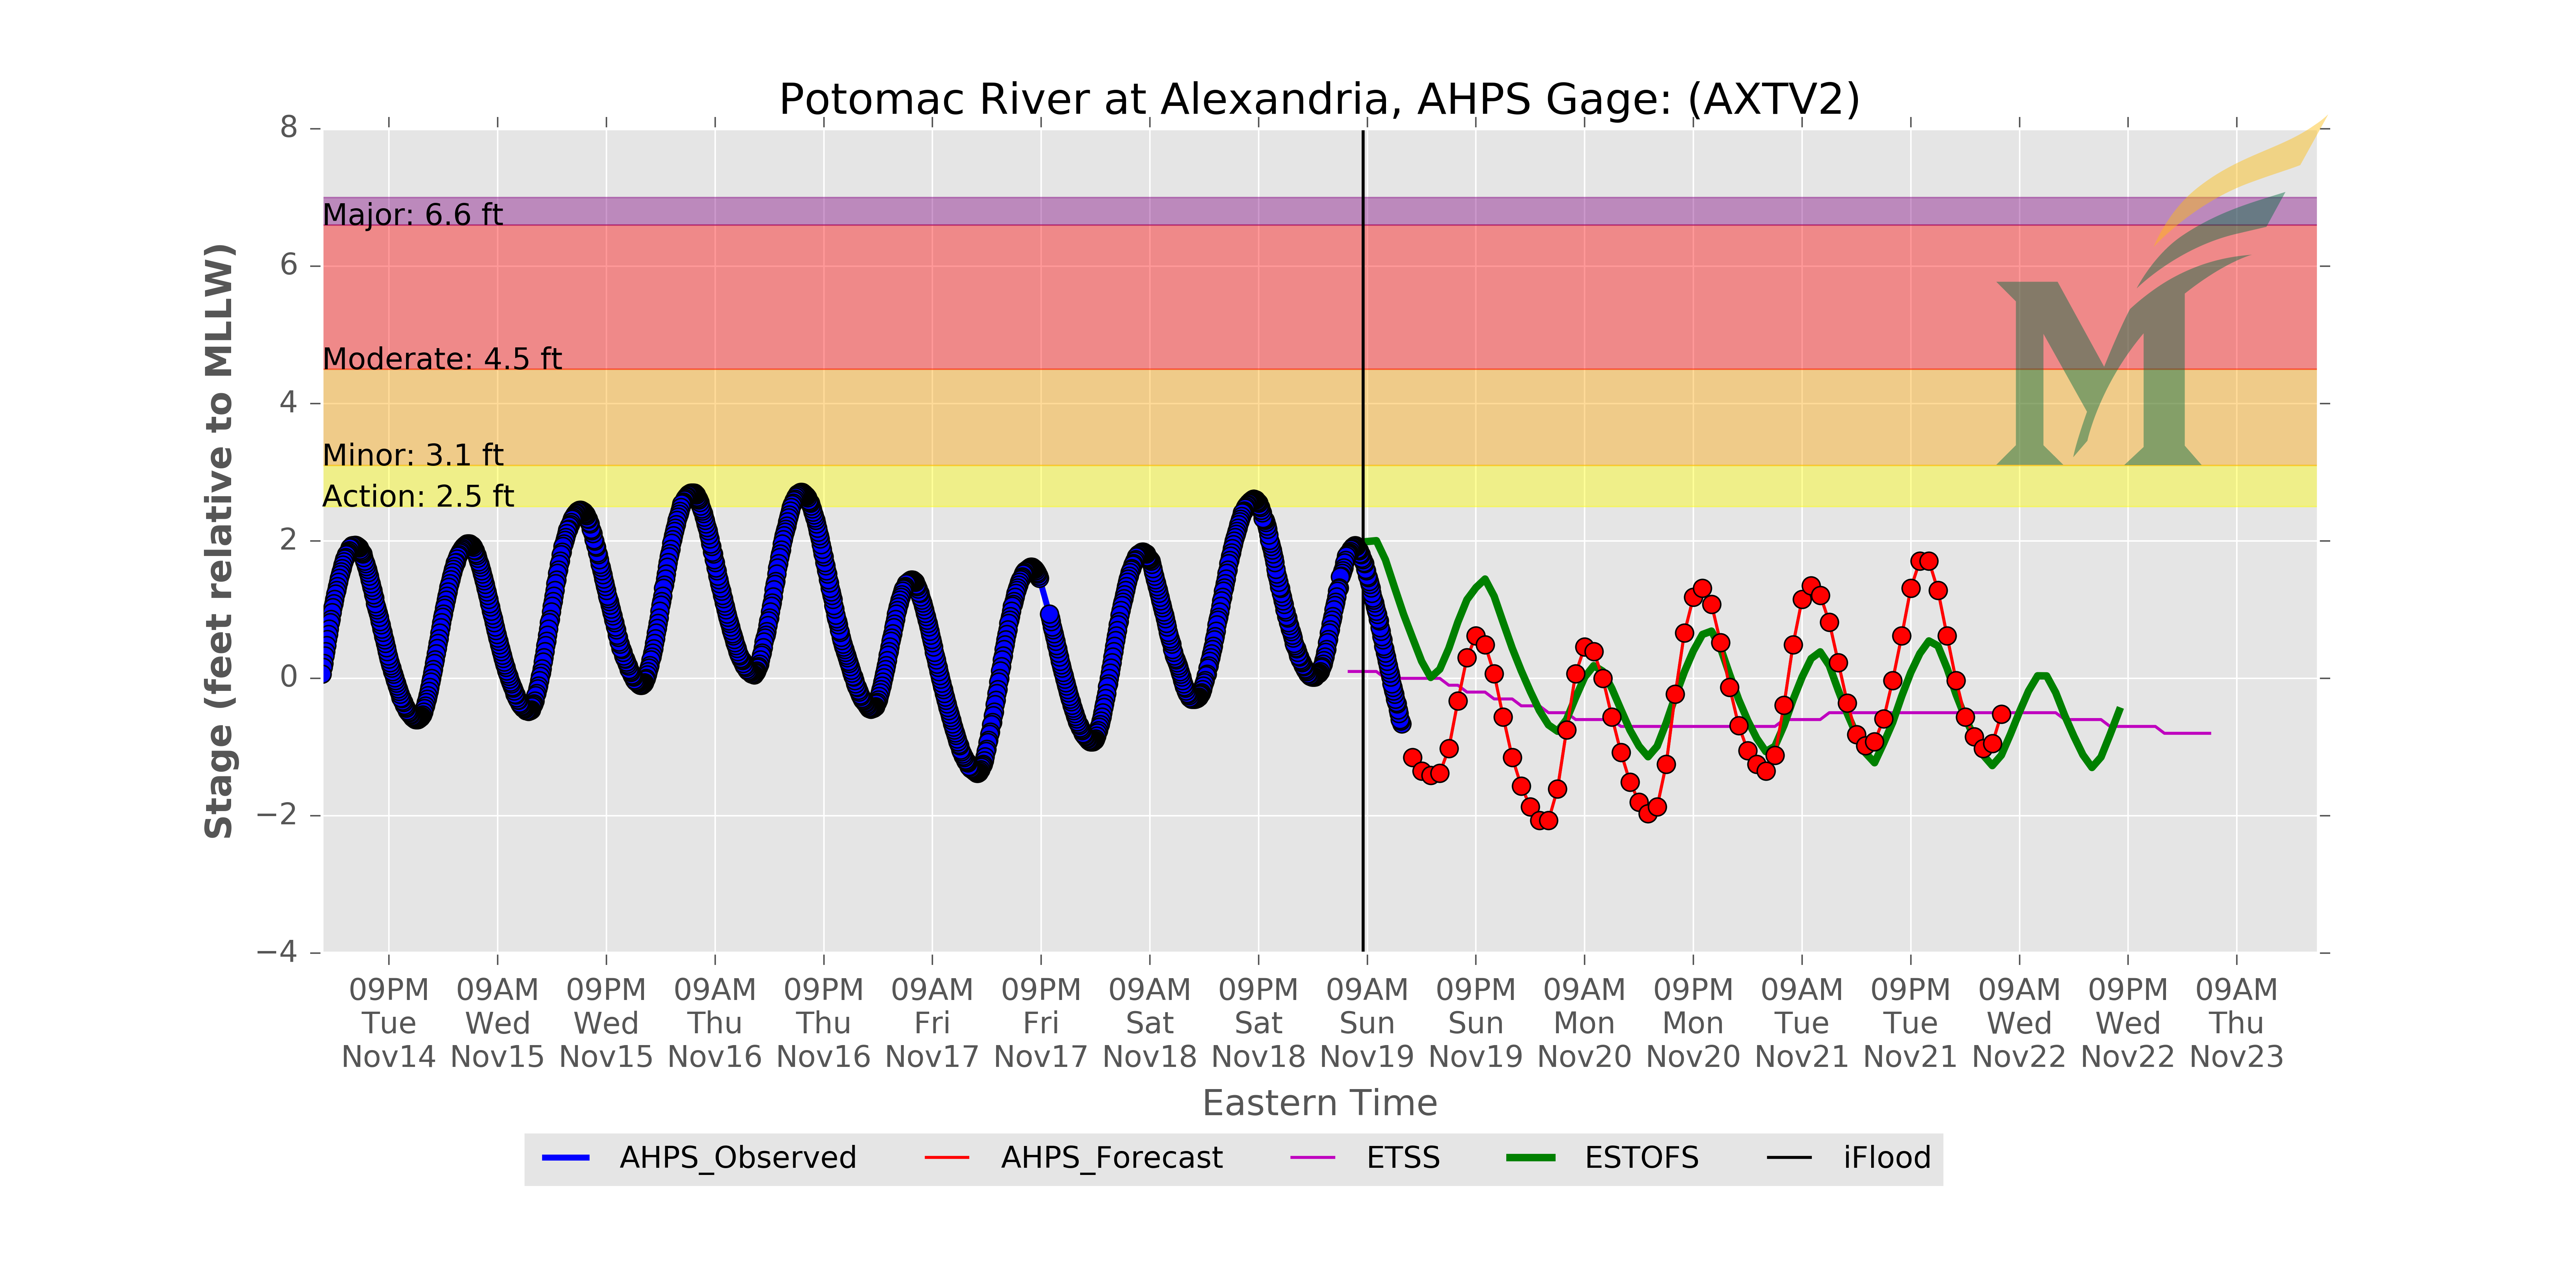 Potomac River at Alexandria, AHPS Gage: (AXTV2)
Stage (feet relative to MLLW)
8
6
4
2
0
−2
−4
Major: 6.6 ft
Moderate: 4.5 ft
Minor: 3.1 ft
Action: 2.5 ft
09PM 09AM 09PM 09AM 09PM 09AM 09PM 09AM 09PM 09AM 09PM 09AM 09PM 09AM 09PM 09AM 09PM 09AM
Tue Wed Wed Thu Thu Fri Fri Sat Sat Sun Sun Mon Mon Tue Tue Wed Wed Thu
Nov14 Nov15 Nov15 Nov16 Nov16 Nov17 Nov17 Nov18 Nov18 Nov19 Nov19 Nov20 Nov20 Nov21 Nov21 Nov22 Nov22 Nov23
Eastern Time
AHPS_Observed AHPS_Forecast ETSS ESTOFS iFlood
M